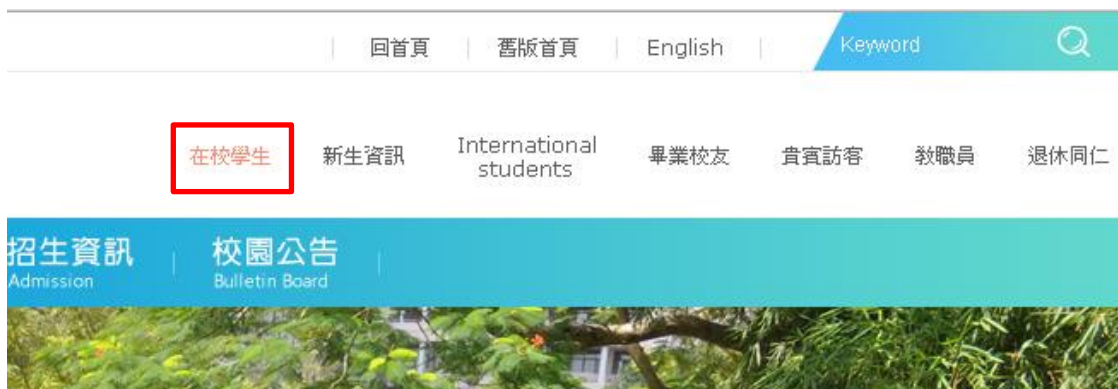 回首頁 舊版首頁 English Keyword
在校學生 新生資訊 International students 畢業校友 貴賓訪客 教職員 退休同仁
招生資訊 校園公告
Admission Bulletin Board